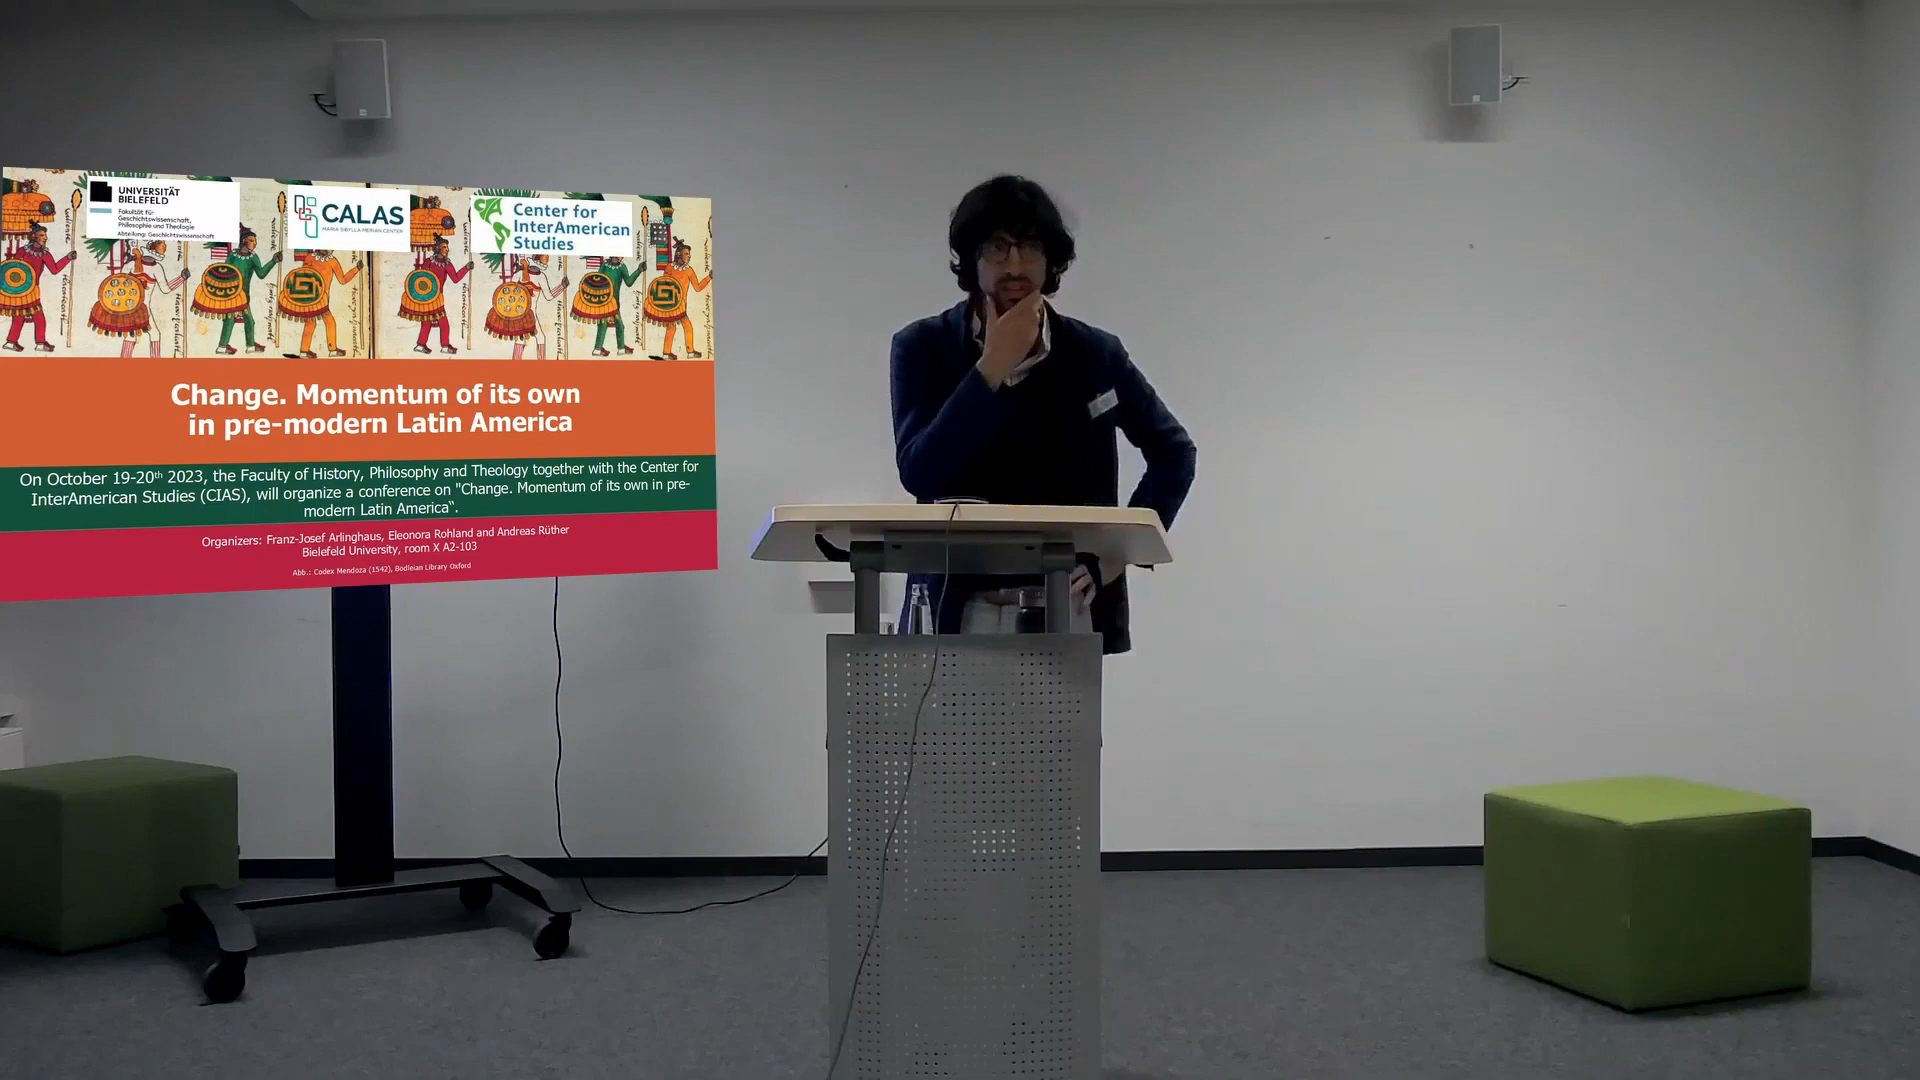 UNIVERSITÄT
BIELEFELD
Fakultät für
Geschichtswissenschaft,
Philosophie und Theologie
Abteilung: Geschichtswissenschaft
CALAS
MARIA SIBYLLA MERIAN CENTER
Center for
InterAmerican
Studies
Change. Momentum of its own
in pre-modern Latin America
On October 19-20th 2023, the Faculty of History, Philosophy and Theology together with the Center for
InterAmerican Studies (CIAS), will organize a conference on "Change. Momentum of its own in pre-
modern Latin America“.
Organizers: Franz-Josef Arlinghaus, Eleonora Rohland and Andreas Rüther
Bielefeld University, room X A2-103
Abb.: Codex Mendoza (1542), Bodleian Library Oxford